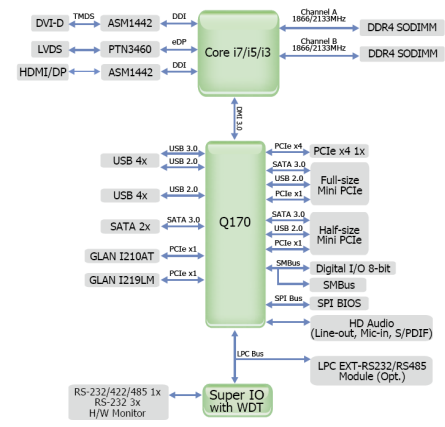 DVI-D
TMDS
ASM1442
DDI
Core i7/i5/i3
Channel A
1866/2133MHz
DDR4 SODIMM
LVDS
PTN3460
eDP
Channel B
1866/2133MHz
DDR4 SODIMM
HDMI/DP
ASM1442
DDI
DMI 3.0
Q170
USB 4x
USB 3.0
USB 2.0
USB 4x
USB 2.0
SATA 2x
SATA 3.0
GLAN I210AT
PCIe x1
GLAN I219LM
PCIe x1
PCIe x4
PCIe x4 1x
SATA 3.0
USB 2.0
PCIe x1
Full-size
Mini PCIe
SATA 3.0
USB 2.0
PCIe x1
Half-size
Mini PCIe
SMBus
Digital I/O 8-bit
SMBus
SPI Bus
SPI BIOS
HD Audio
(Line-out, Mic-in, S/PDIF)
LPC Bus
LPC EXT-RS232/RS485
Module (Opt.)
RS-232/422/485 1x
RS-232 3x
H/W Monitor
Super IO
with WDT